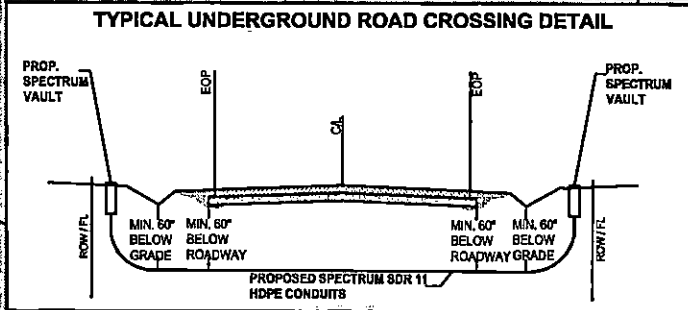 TYPICAL UNDERGROUND ROAD CROSSING DETAIL
PROP.
SPECTRUM
VAULT
EOP
C/L
EOP
PROP.
SPECTRUM
VAULT
ROW/FL
MIN. 60"
BELOW
GRADE
MIN. 60"
BELOW
ROADWAY
MIN. 60"
BELOW
ROADWAY
MIN. 60"
BELOW
GRADE
ROW/FL
PROPOSED SPECTRUM SDR 11
HDPE CONDUITS